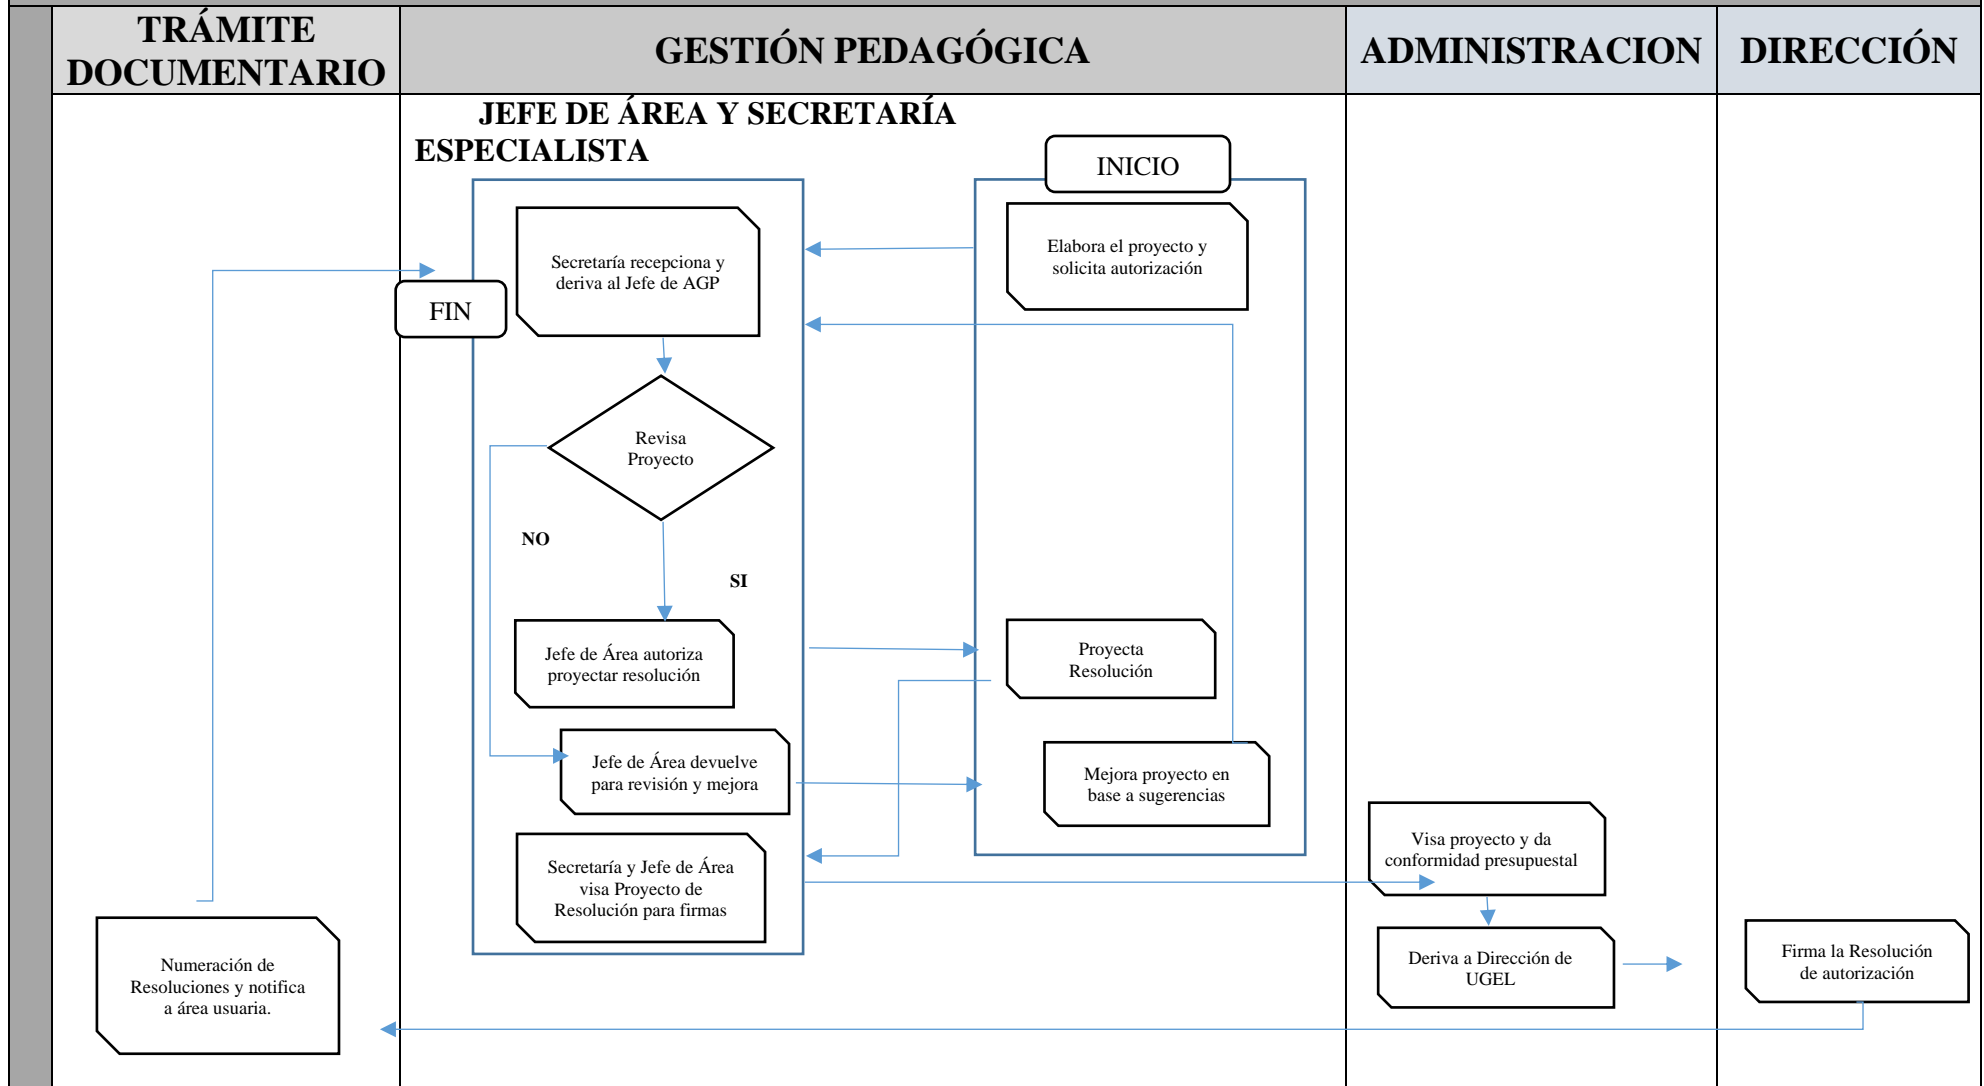 TRÁMITE
DOCUMENTARIO
GESTIÓN PEDAGÓGICA
ADMINISTRACION
DIRECCIÓN
JEFE DE ÁREA Y SECRETARÍA
ESPECIALISTA
INICIO
Elabora el proyecto y
solicita autorización
Secretaría recepciona y
deriva al Jefe de AGP
FIN
Revisa
Proyecto
NO
SI
Jefe de Área autoriza
proyectar resolución
Proyecta
Resolución
Jefe de Área devuelve
para revisión y mejora
Mejora proyecto en
base a sugerencias
Secretaría y Jefe de Área
visa Proyecto de
Resolución para firmas
Visa proyecto y da
conformidad presupuestal
Deriva a Dirección de
UGEL
Firma la Resolución
de autorización
Numeración de
Resoluciones y notifica
a área usuaria.